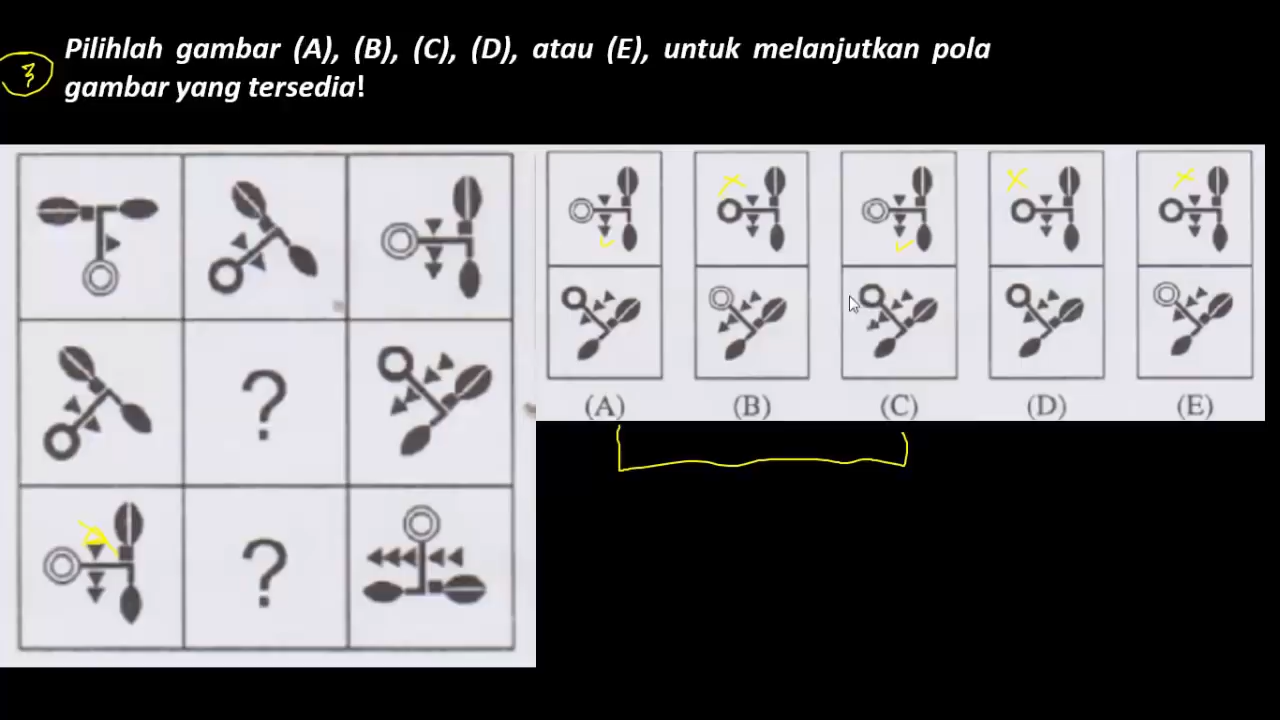 Pilihlah gambar (A), (B), (C), (D), atau (E), untuk melanjutkan pola
3
gambar yang tersedia!
?
?
(A) (B) (C) (D) (E)